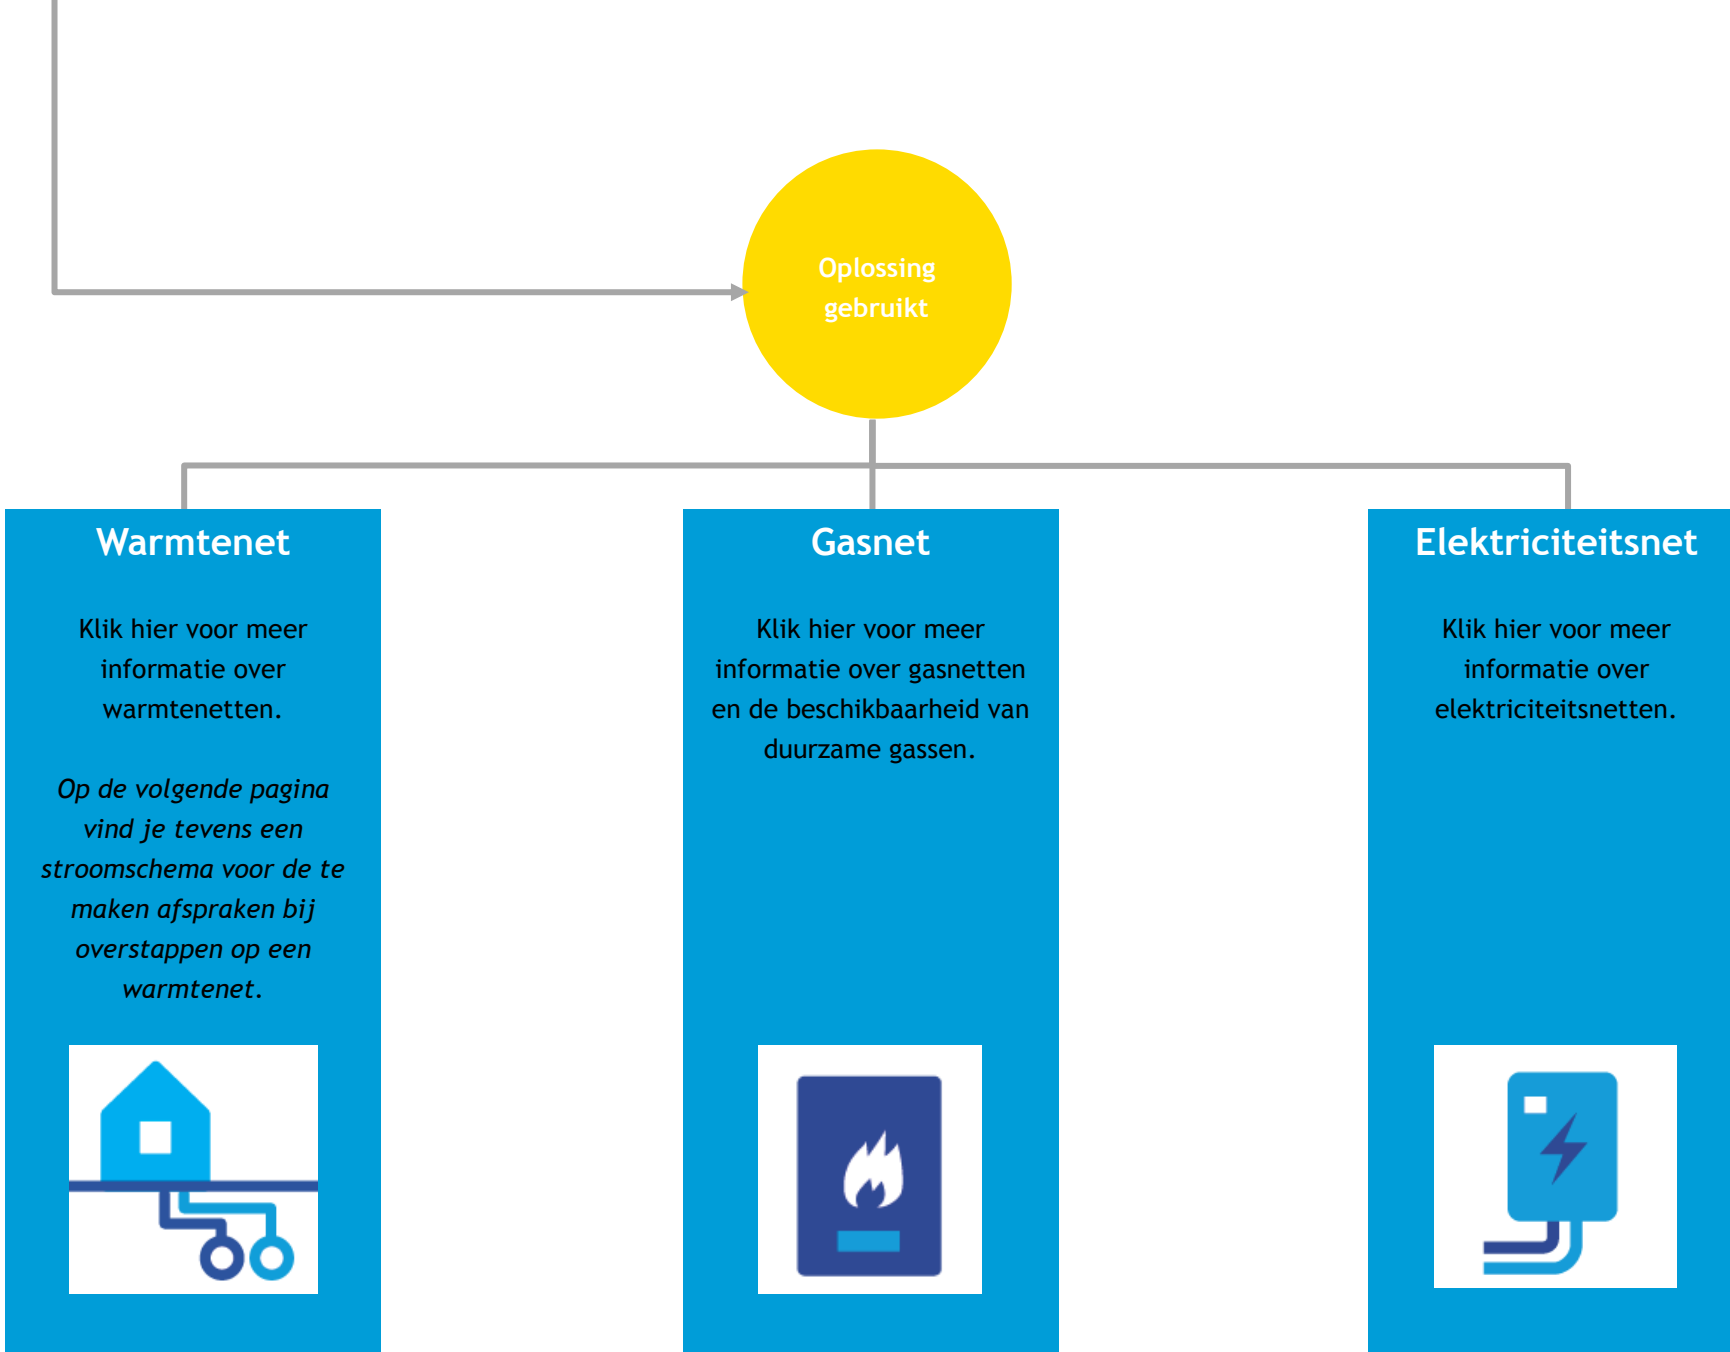 Oplossing
gebruikt
Warmtenet
Klik hier voor meer
informatie over
warmtenetten.
Op de volgende pagina
vind je tevens een
stroomschema voor de te
maken afspraken bij
overstappen op een
warmtenet.
Gasnet
Klik hier voor meer
informatie over gasnetten
en de beschikbaarheid van
duurzame gassen.
Elektriciteitsnet
Klik hier voor meer
informatie over
elektriciteitsnetten.